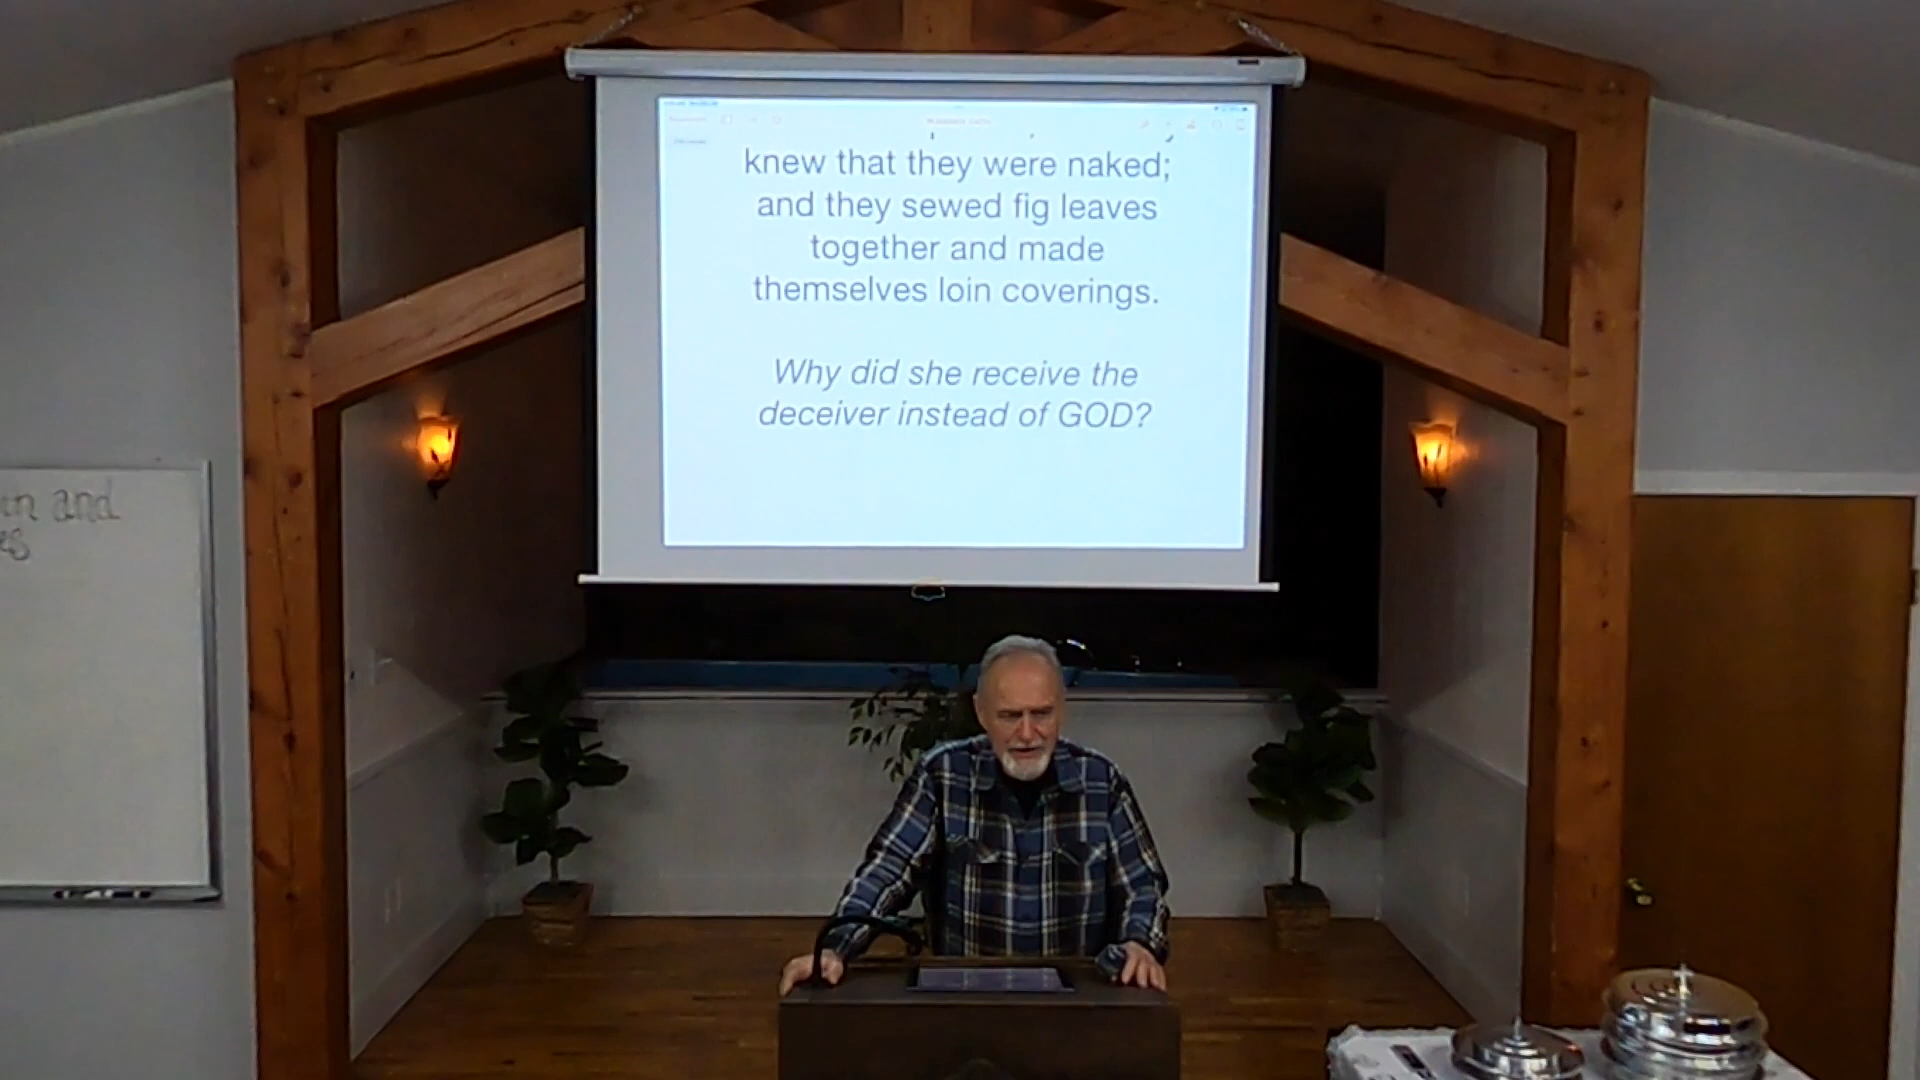 knew that they were naked;
and they sewed fig leaves
together and made
themselves loin coverings.
Why did she receive the
deceiver instead of GOD?
and